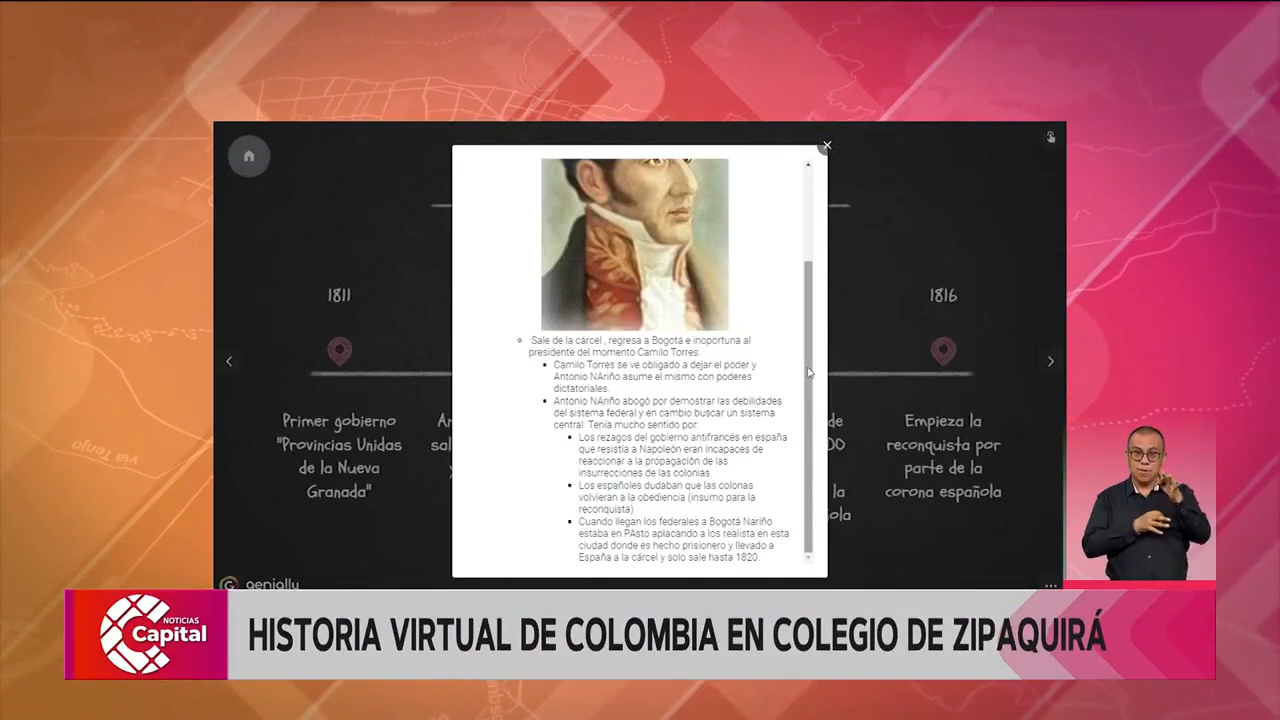 1811
Primer gobierno
"Provincias Unidas
de la Nueva
Granada"
Sale de la cárcel , regresa a Bogotá e inoportuna al
presidente del momento Camilo Torres.
Camilo Torres se ve obligado a dejar el poder y
Antonio NAriño asume el mismo con poderes
dictatoriales.
Antonio NAriño abogó por demostrar las debilidades
del sistema federal y en cambio buscar un sistema
central. Tenía mucho sentido por:
Los rezagos del gobierno antifrancés en españa
que resistía a Napoleón eran incapaces de
reaccionar a la propagación de las
insurrecciones de las colonias.
Los españoles dudaban que las colonas
volvieran a la obediencia (insumo para la
reconquista)
Cuando llegan los federales a Bogotá Nariño
estaba en PAsto aplacando a los realista en esta
ciudad donde es hecho prisionero y llevado a
España a la cárcel y solo sale hasta 1820.
de
la
1816
Empieza la
reconquista por
parte de la
corona española
genially
vía Tenjo
NOTICIAS
Capital
HISTORIA VIRTUAL DE COLOMBIA EN COLEGIO DE ZIPAQUIRÁ